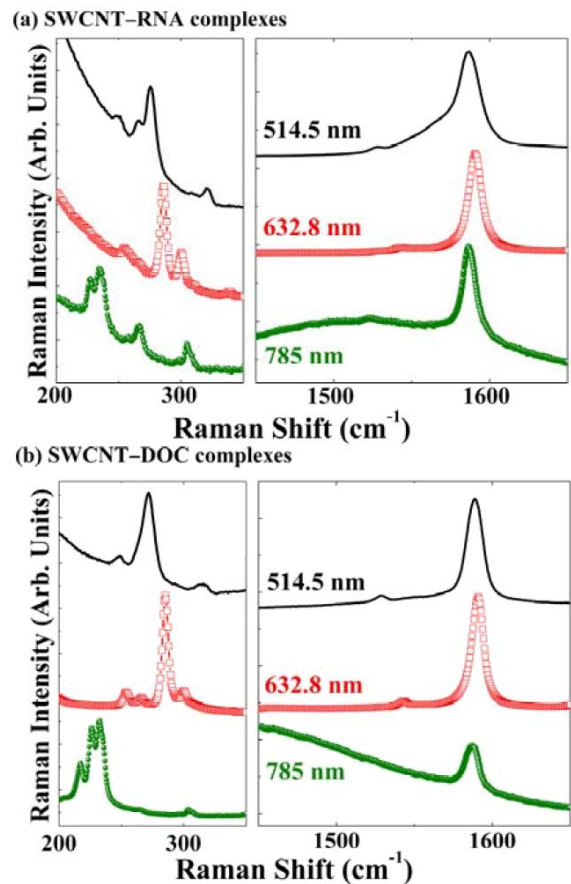 (a) SWCNT–RNA complexes
Raman Intensity (Arb. Units)
514.5 nm
632.8 nm
785 nm
200 300 1500 1600
Raman Shift (cm⁻¹)
(b) SWCNT–DOC complexes
Raman Intensity (Arb. Units)
514.5 nm
632.8 nm
785 nm
200 300 1500 1600
Raman Shift (cm⁻¹)